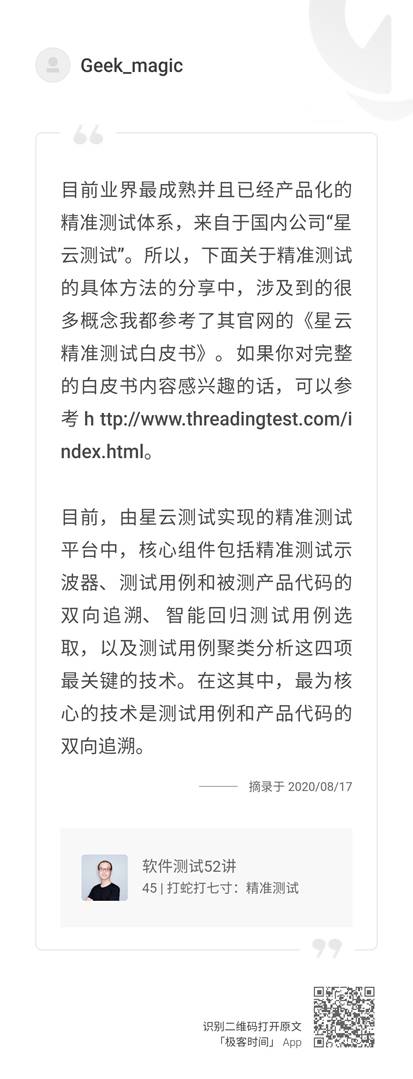 Geek_magic
目前业界最成熟并且已经产品化的
精准测试体系，来自于国内公司“星
云测试”。所以，下面关于精准测试
的具体方法的分享中，涉及到的很
多概念我都参考了其官网的《星云
精准测试白皮书》。如果你对完整
的白皮书内容感兴趣的话，可以参
考 h ttp://www.threadingtest.com/i
ndex.html。
目前，由星云测试实现的精准测试
平台中，核心组件包括精准测试示
波器、测试用例和被测产品代码的
双向追溯、 智能回归测试用例选
取，以及测试用例聚类分析这四项
最关键的技术。在这其中，最为核
心的技术是测试用例和产品代码的
双向追溯。
摘录于 2020/08/17
软件测试52讲
45 | 打蛇打七寸：精准测试
识别二维码打开原文
「极客时间」 App